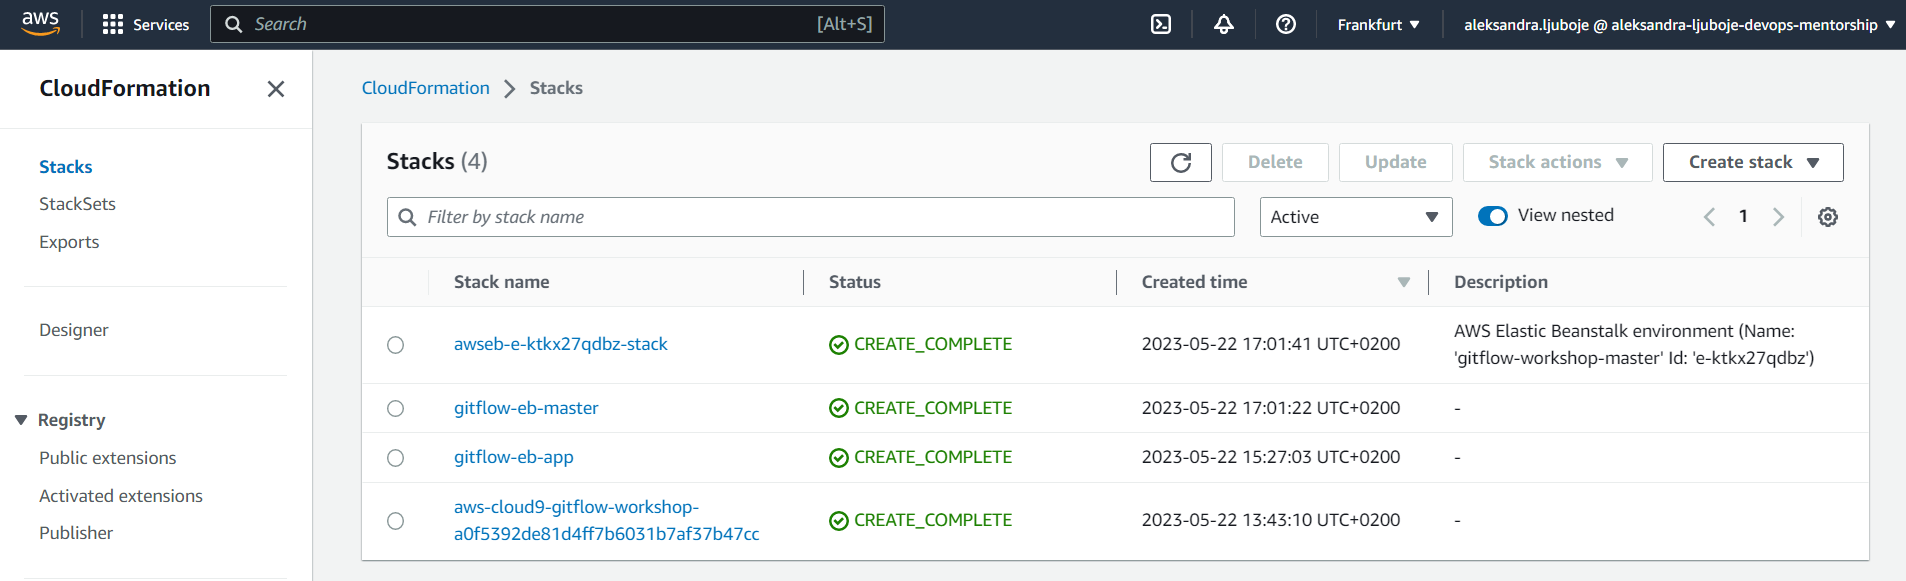 aws
Services
Search
[Alt+S]
Frankfurt
aleksandra.ljuboje @ aleksandra-ljuboje-devops-mentorship
CloudFormation
Stacks
StackSets
Exports
Designer
Registry
Public extensions
Activated extensions
Publisher
CloudFormation
Stacks
Stacks (4)
Delete
Update
Stack actions
Create stack
Filter by stack name
Active
View nested
1
Stack name
Status
Created time
Description
awseb-e-ktkx27qdbz-stack
CREATE_COMPLETE
2023-05-22 17:01:41 UTC+0200
AWS Elastic Beanstalk environment (Name:
'gitflow-workshop-master' Id: 'e-ktkx27qdbz')
gitflow-eb-master
CREATE_COMPLETE
2023-05-22 17:01:22 UTC+0200
-
gitflow-eb-app
CREATE_COMPLETE
2023-05-22 15:27:03 UTC+0200
-
aws-cloud9-gitflow-workshop-
a0f5392de81d4ff7b6031b7af37b47cc
CREATE_COMPLETE
2023-05-22 13:43:10 UTC+0200
-